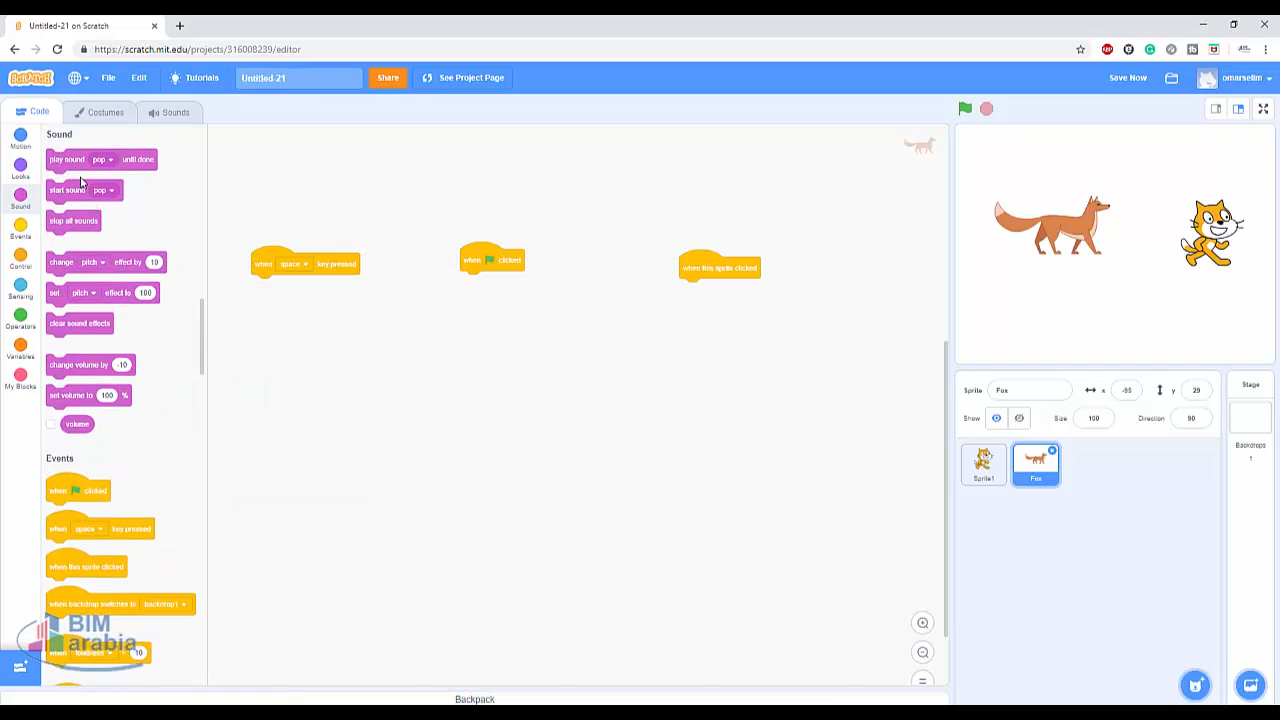 Untitled-21 on Scratch
https://scratch.mit.edu/projects/316008239/editor
SCRATCH
File
Edit
Tutorials
Untitled-21
Share
See Project Page
Save Now
omarselim
Code
Costumes
Sounds
Motion
Looks
Sound
Events
Control
Sensing
Operators
Variables
My Blocks
Sound
play sound pop until done
start sound pop
stop all sounds
change pitch effect by 10
set pitch effect to 100
clear sound effects
change volume by -10
set volume to 100 %
volume
Events
when clicked
when space key pressed
when this sprite clicked
when backdrop switches to backdrop1
when loudness 10
BIM
arabia
when space key pressed
when clicked
when this sprite clicked
Backpack
Sprite Fox x -95 y 29
Show Size 100 Direction 90
Sprite1
Fox
Stage
Backdrops
1